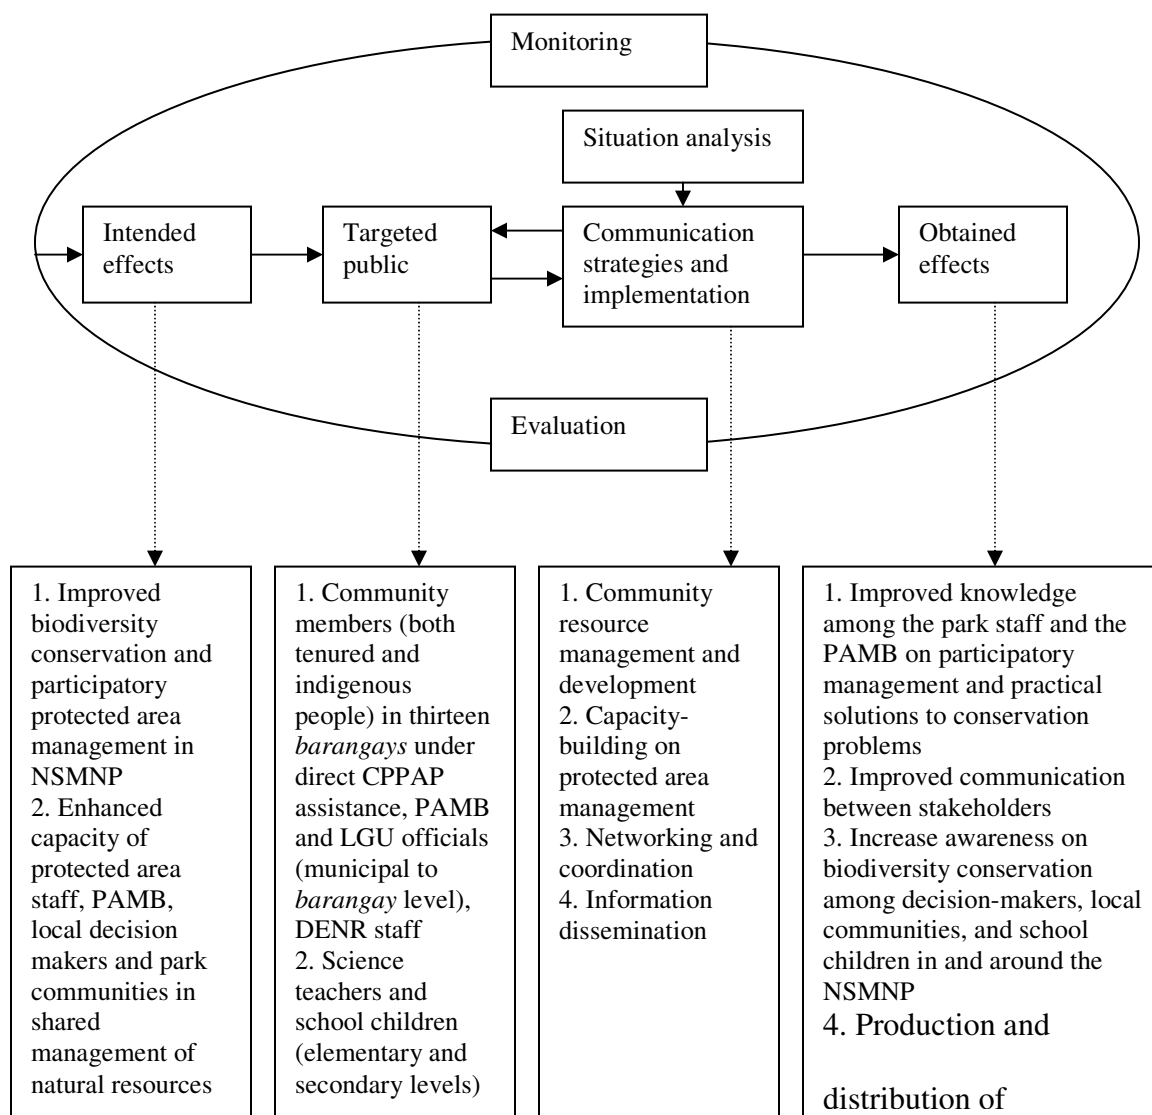 Monitoring
Situation analysis
Intended
effects
Targeted
public
Communication
strategies and
implementation
Obtained
effects
Evaluation
1. Improved
biodiversity
conservation and
participatory
protected area
management in
NSMNP
2. Enhanced
capacity of
protected area
staff, PAMB,
local decision
makers and park
communities in
shared
management of
natural resources
1. Community
members (both
tenured and
indigenous
people) in thirteen
barangays under
direct CPPAP
assistance, PAMB
and LGU officials
(municipal to
barangay level),
DENR staff
2. Science
teachers and
school children
(elementary and
secondary levels)
1. Community
resource
management and
development
2. Capacity-
building on
protected area
management
3. Networking and
coordination
4. Information
dissemination
1. Improved knowledge
among the park staff and the
PAMB on participatory
management and practical
solutions to conservation
problems
2. Improved communication
between stakeholders
3. Increase awareness on
biodiversity conservation
among decision-makers, local
communities, and school
children in and around the
NSMNP
4. Production and
distribution of